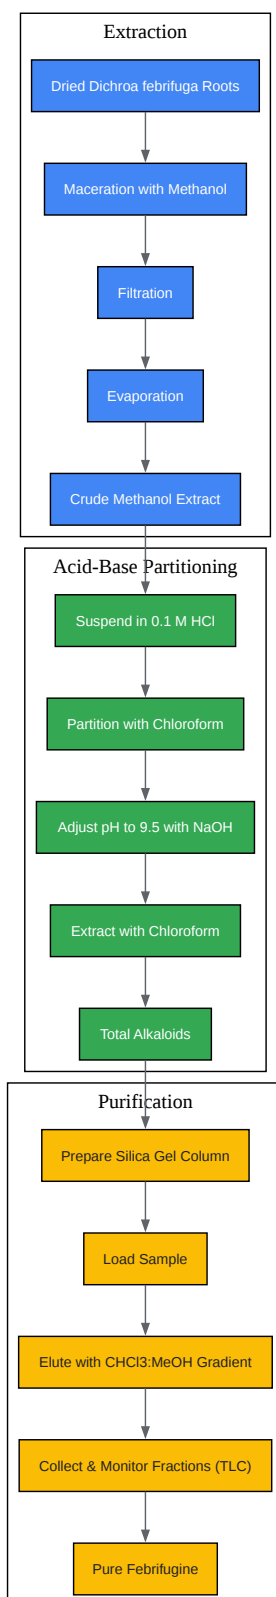 Extraction
Dried Dichroa febrifuga Roots
Maceration with Methanol
Filtration
Evaporation
Crude Methanol Extract
Acid-Base Partitioning
Suspend in 0.1 M HCl
Partition with Chloroform
Adjust pH to 9.5 with NaOH
Extract with Chloroform
Total Alkaloids
Purification
Prepare Silica Gel Column
Load Sample
Elute with CHCl3:MeOH Gradient
Collect & Monitor Fractions (TLC)
Pure Febrifugine